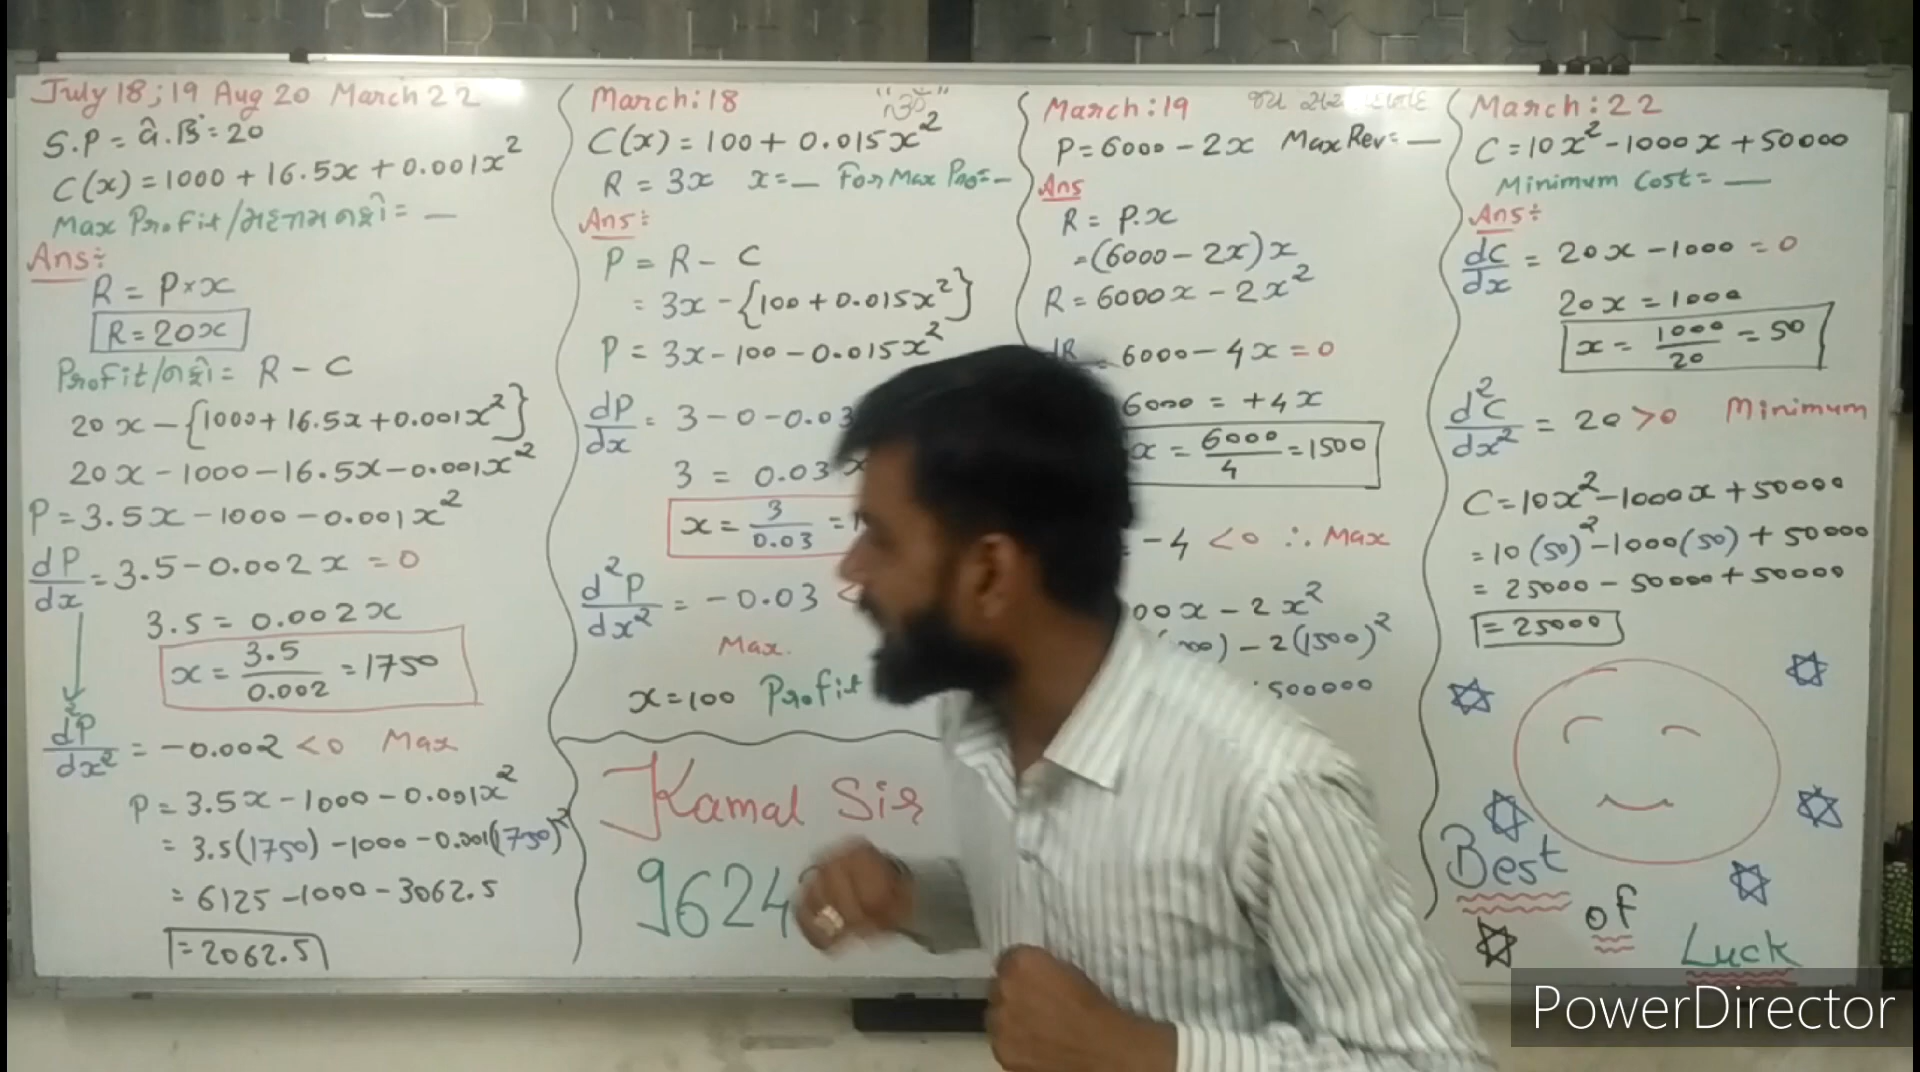 July 18 ; 19 Aug 20 March 22
S.P = વે.કિં = 20
C(x) = 1000 + 16.5x + 0.001x²
Max Profit / મહત્તમ નફો = —
Ans:
R = P × x
R = 20x
Profit / નફો = R - C
20x - {1000 + 16.5x + 0.001x²}
20x - 1000 - 16.5x - 0.001x²
P = 3.5x - 1000 - 0.001x²
dP/dx = 3.5 - 0.002x = 0
3.5 = 0.002x
x = 3.5/0.002 = 1750
d²P/dx² = -0.002 < 0 Max
P = 3.5x - 1000 - 0.001x²
= 3.5(1750) - 1000 - 0.001(1750)²
= 6125 - 1000 - 3062.5
= 2062.5
March : 18
C(x) = 100 + 0.015x²
R = 3x x = — For Max Pro = —
Ans:
P = R - C
= 3x - {100 + 0.015x²}
P = 3x - 100 - 0.015x²
dP/dx = 3 - 0 - 0.03
3 = 0.03x
x = 3/0.03 =
d²P/dx² = -0.03 <
Max.
x = 100 Profit
Kamal Sir
9624
March : 19
P = 6000 - 2x Max Rev = —
Ans
R = P.x
= (6000 - 2x)x
R = 6000x - 2x²
dR = 6000 - 4x = 0
6000 = +4x
x = 6000/4 = 1500
= -4 < 0 ∴ Max
00x - 2x²
00) - 2(1500)²
500000
March : 22
C = 10x² - 1000x + 50000
Minimum Cost = —
Ans:
dC/dx = 20x - 1000 = 0
20x = 1000
x = 1000/20 = 50
d²C/dx² = 20 > 0 Minimum
C = 10x² - 1000x + 50000
= 10(50)² - 1000(50) + 50000
= 25000 - 50000 + 50000
= 25000
Best
of
Luck
PowerDirector